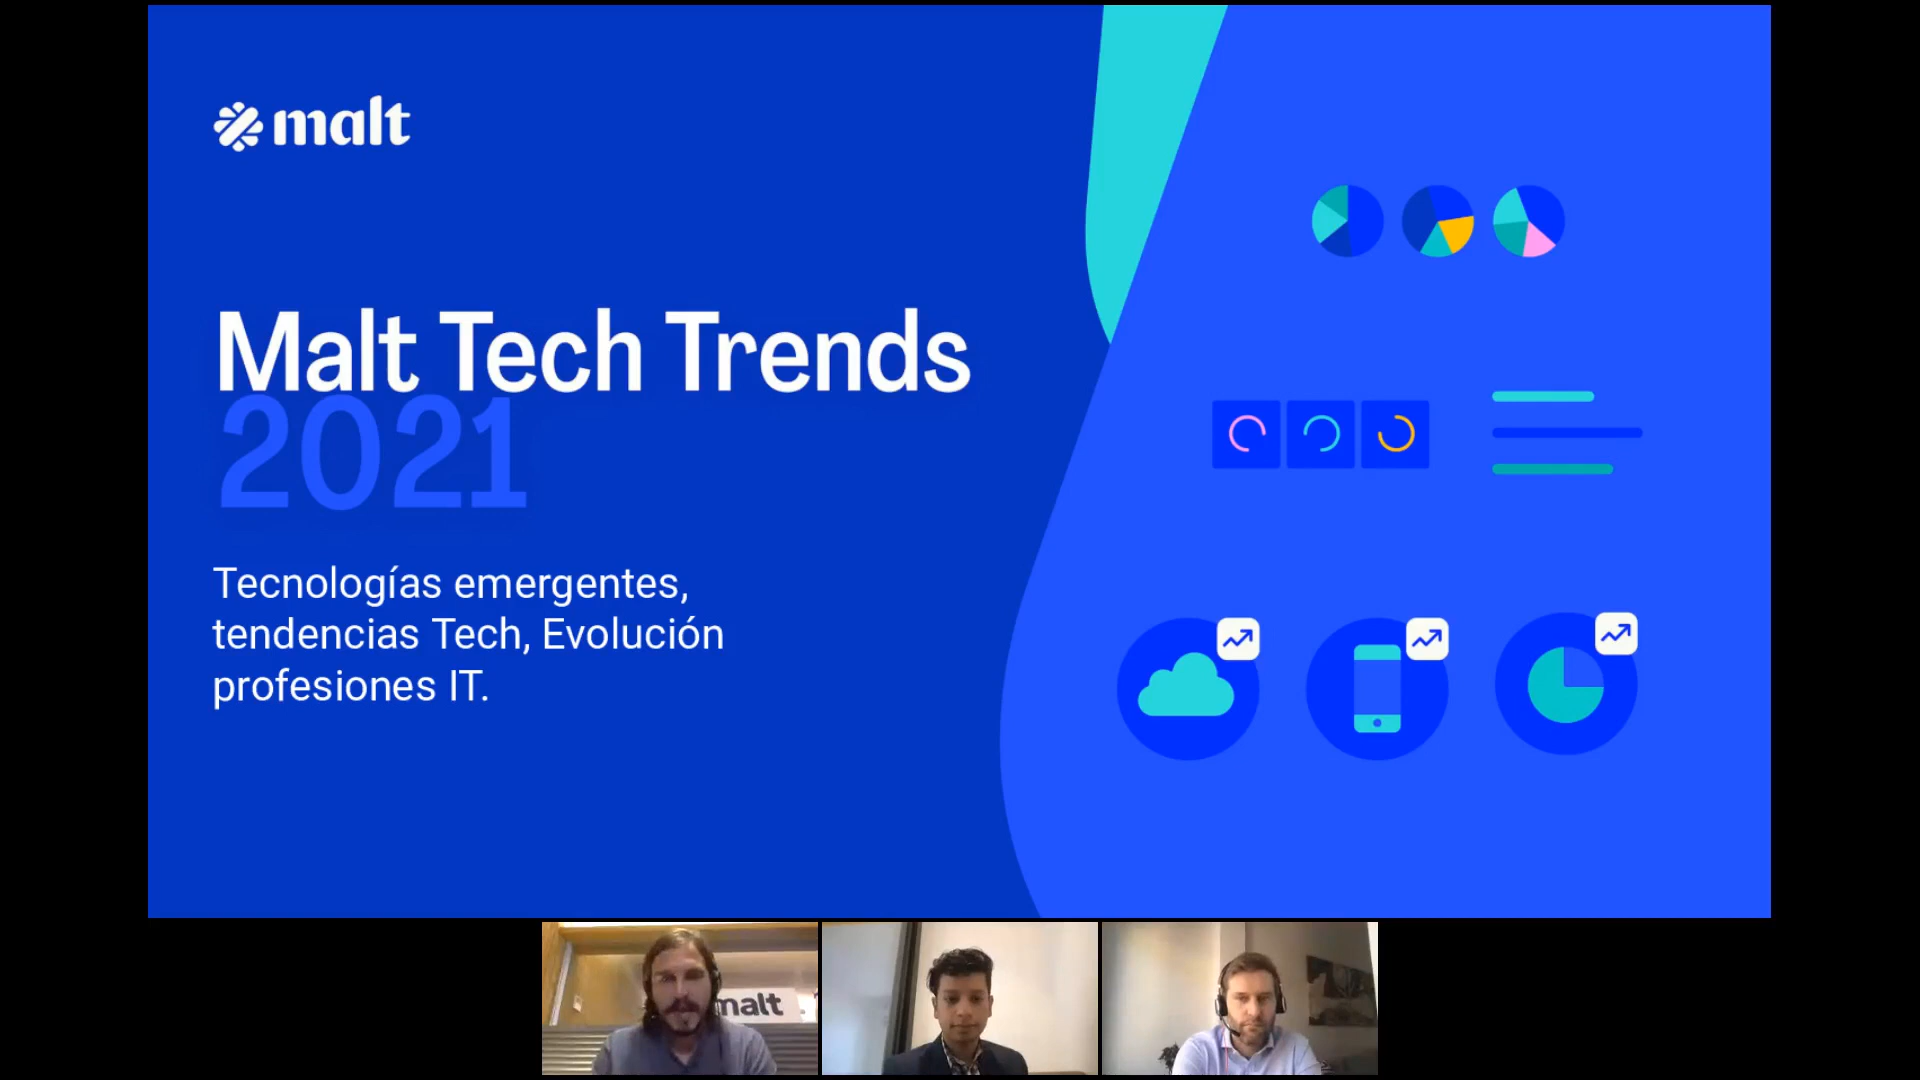 malt
Malt Tech Trends
2021
Tecnologías emergentes,
tendencias Tech, Evolución
profesiones IT.
malt